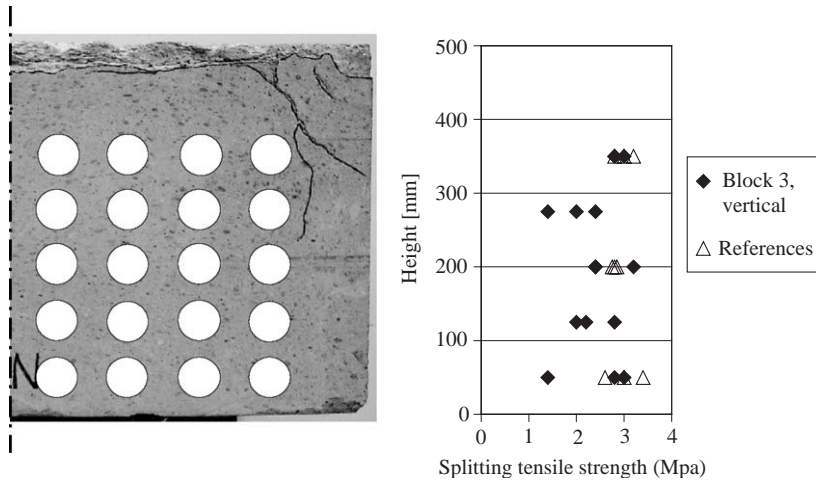 N
500
400
300
200
100
0
Height [mm]
0 1 2 3 4
Splitting tensile strength (Mpa)
Block 3,
vertical
References